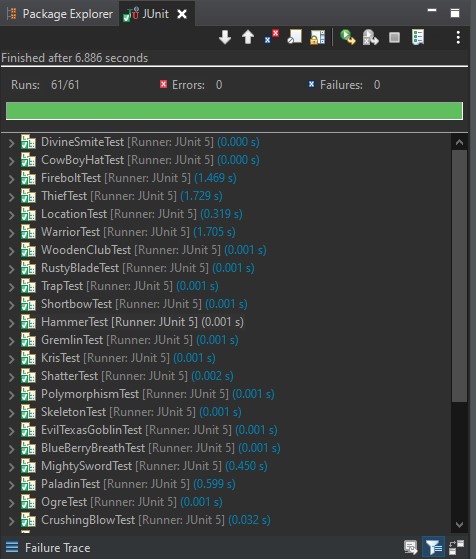 Package Explorer JUnit
Finished after 6.886 seconds
Runs: 61/61 Errors: 0 Failures: 0
DivineSmiteTest [Runner: JUnit 5] (0.000 s)
CowBoyHatTest [Runner: JUnit 5] (0.000 s)
FireboltTest [Runner: JUnit 5] (1.469 s)
ThiefTest [Runner: JUnit 5] (1.729 s)
LocationTest [Runner: JUnit 5] (0.319 s)
WarriorTest [Runner: JUnit 5] (1.705 s)
WoodenClubTest [Runner: JUnit 5] (0.001 s)
RustyBladeTest [Runner: JUnit 5] (0.001 s)
TrapTest [Runner: JUnit 5] (0.001 s)
ShortbowTest [Runner: JUnit 5] (0.001 s)
HammerTest [Runner: JUnit 5] (0.001 s)
GremlinTest [Runner: JUnit 5] (0.001 s)
KrisTest [Runner: JUnit 5] (0.001 s)
ShatterTest [Runner: JUnit 5] (0.002 s)
PolymorphismTest [Runner: JUnit 5] (0.001 s)
SkeletonTest [Runner: JUnit 5] (0.001 s)
EvilTexasGoblinTest [Runner: JUnit 5] (0.001 s)
BlueBerryBreathTest [Runner: JUnit 5] (0.001 s)
MightySwordTest [Runner: JUnit 5] (0.450 s)
PaladinTest [Runner: JUnit 5] (0.599 s)
OgreTest [Runner: JUnit 5] (0.001 s)
CrushingBlowTest [Runner: JUnit 5] (0.032 s)
Failure Trace